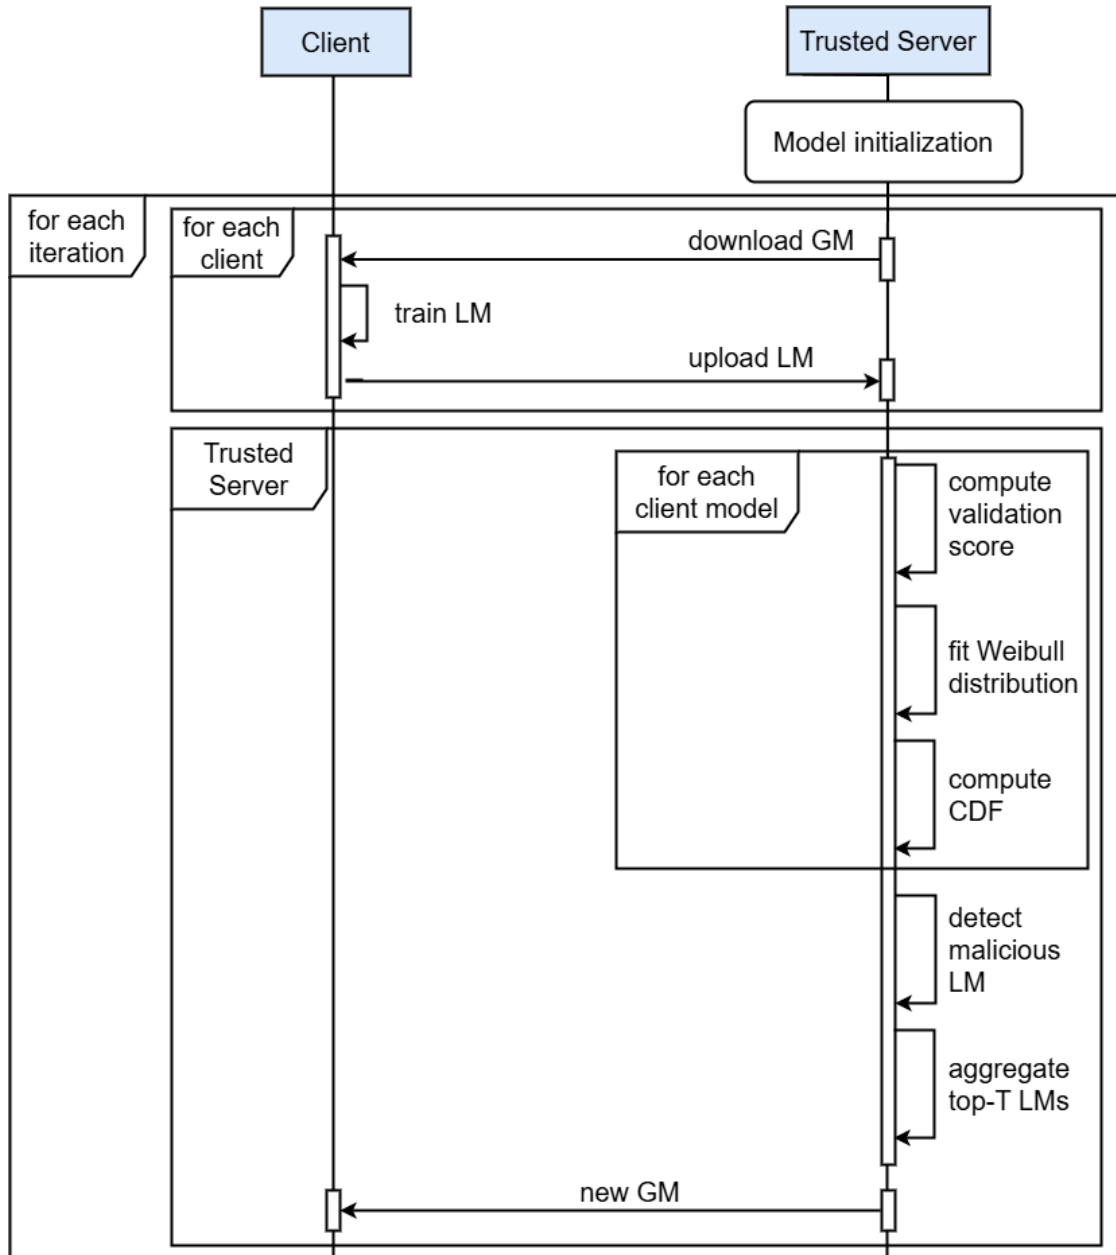 Client
Trusted Server
Model initialization
for each
iteration
for each
client
download GM
train LM
upload LM
Trusted
Server
for each
client model
compute
validation
score
fit Weibull
distribution
compute
CDF
detect
malicious
LM
aggregate
top-T LMs
new GM